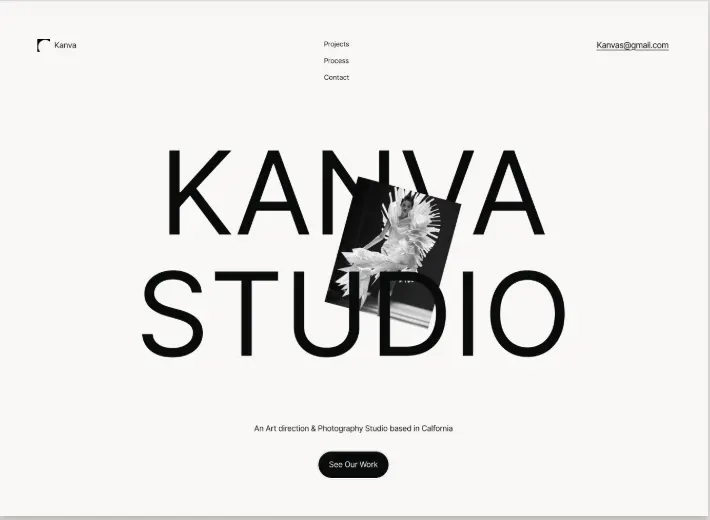 Kanva
Projects
Process
Contact
Kanvas@gmail.com
KANVA
STUDIO
An Art direction & Photography Studio based in Calfornia
See Our Work